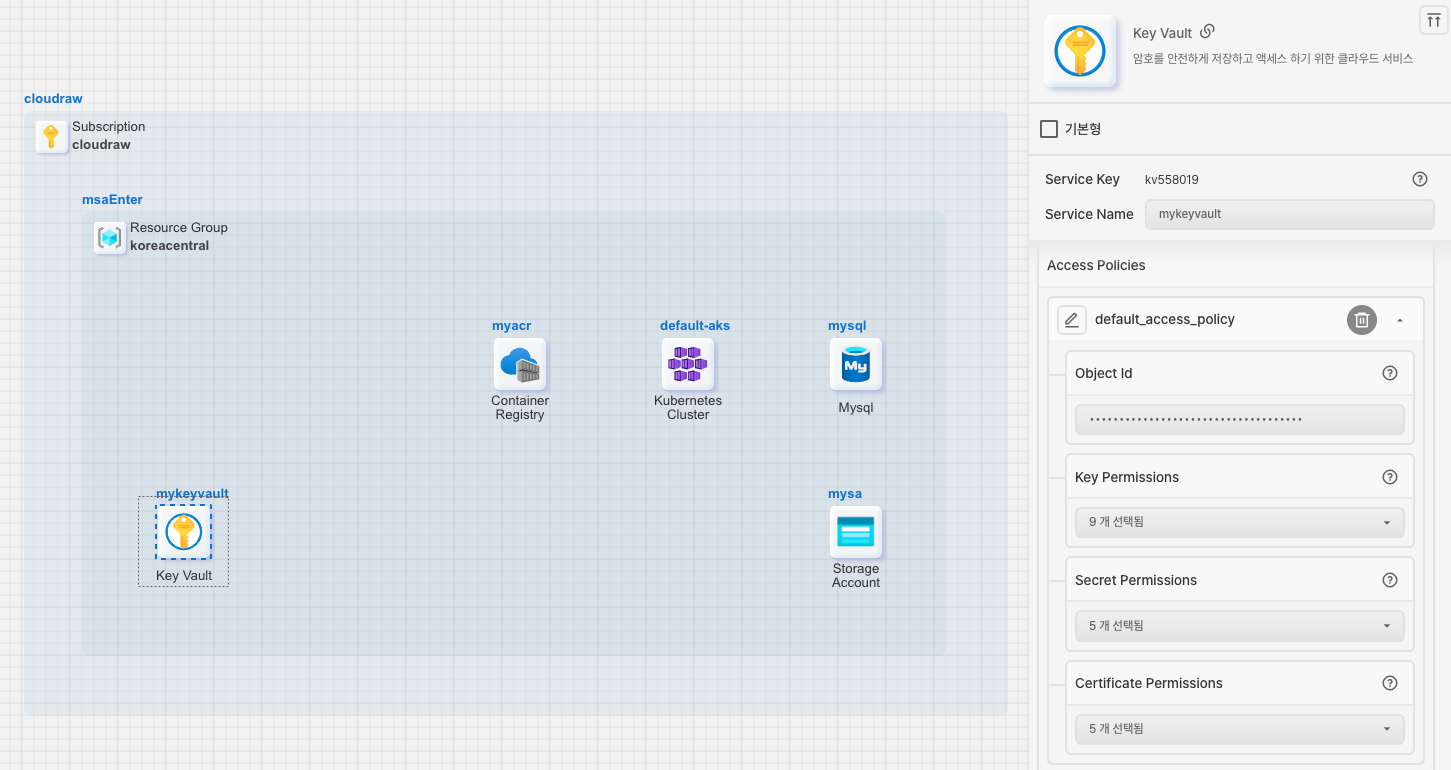 cloudraw
Subscription
cloudraw
msaEnter
Resource Group
koreacentral
myacr
Container
Registry
default-aks
Kubernetes
Cluster
mysql
My
Mysql
mykeyvault
Key Vault
mysa
Storage
Account
Key Vault
암호를 안전하게 저장하고 액세스 하기 위한 클라우드 서비스
기본형
Service Key kv558019
Service Name mykeyvault
Access Policies
default_access_policy
Object Id
Key Permissions
9 개 선택됨
Secret Permissions
5 개 선택됨
Certificate Permissions
5 개 선택됨